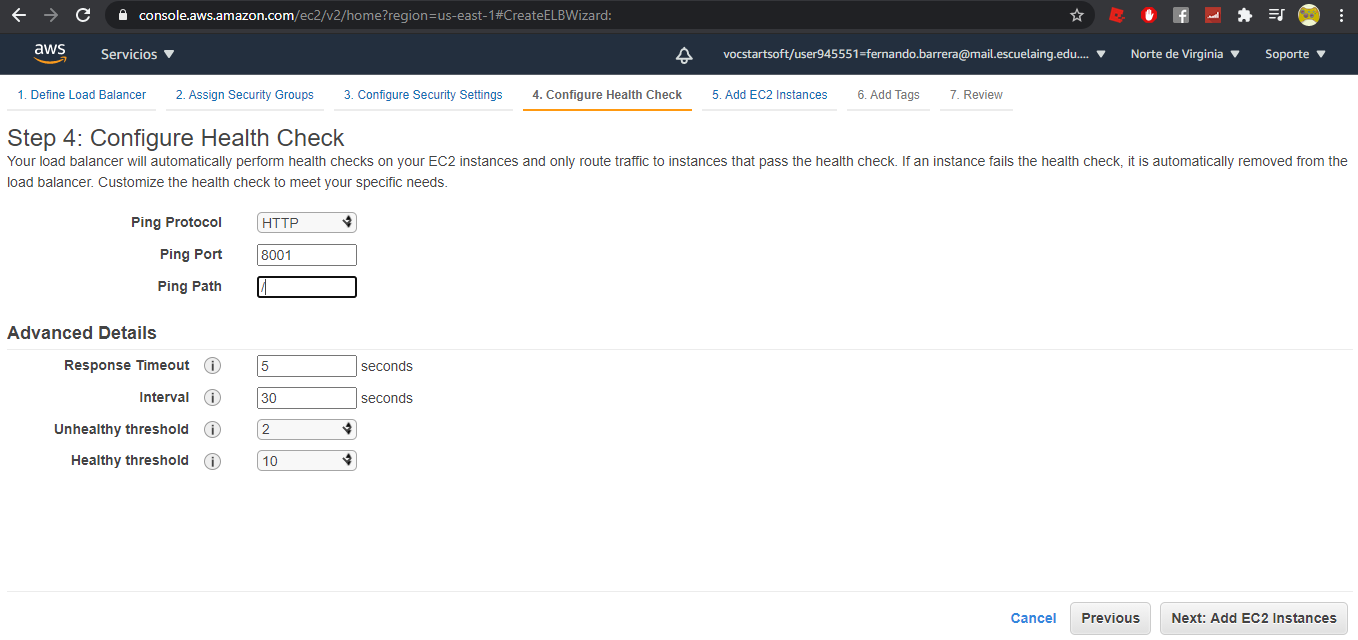 console.aws.amazon.com/ec2/v2/home?region=us-east-1#CreateELBWizard:
aws Servicios vocstartsoft/user945551=fernando.barrera@mail.escuelaing.edu.... Norte de Virginia Soporte
1. Define Load Balancer 2. Assign Security Groups 3. Configure Security Settings 4. Configure Health Check 5. Add EC2 Instances 6. Add Tags 7. Review
Step 4: Configure Health Check
Your load balancer will automatically perform health checks on your EC2 instances and only route traffic to instances that pass the health check. If an instance fails the health check, it is automatically removed from the
load balancer. Customize the health check to meet your specific needs.
Ping Protocol HTTP
Ping Port 8001
Ping Path /
Advanced Details
Response Timeout i 5 seconds
Interval i 30 seconds
Unhealthy threshold i 2
Healthy threshold i 10
Cancel Previous Next: Add EC2 Instances